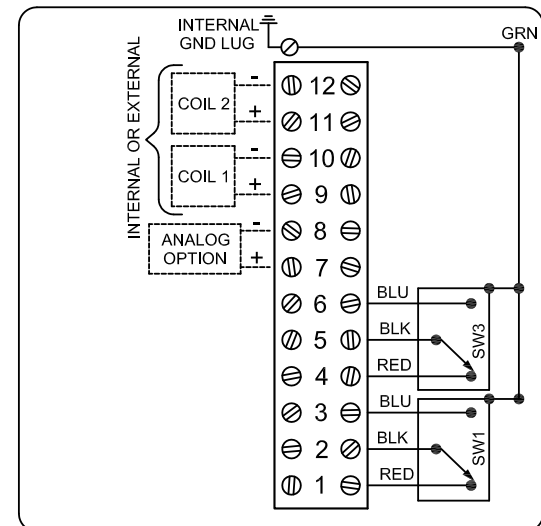 INTERNAL
GND LUG
GRN
INTERNAL OR EXTERNAL
COIL 2
-
+
COIL 1
-
+
ANALOG
OPTION
-
+
12
11
10
9
8
7
6
5
4
3
2
1
BLU
BLK
RED
SW3
BLU
BLK
RED
SW1